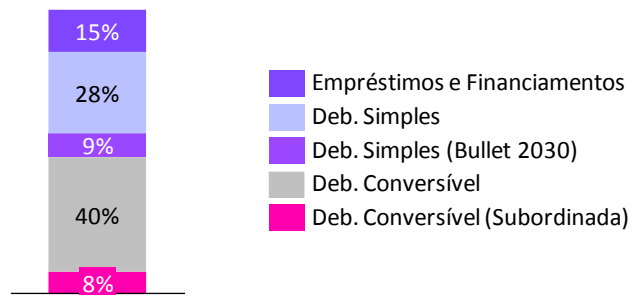 15%
28%
9%
40%
8%
Empréstimos e Financiamentos
Deb. Simples
Deb. Simples (Bullet 2030)
Deb. Conversível
Deb. Conversível (Subordinada)